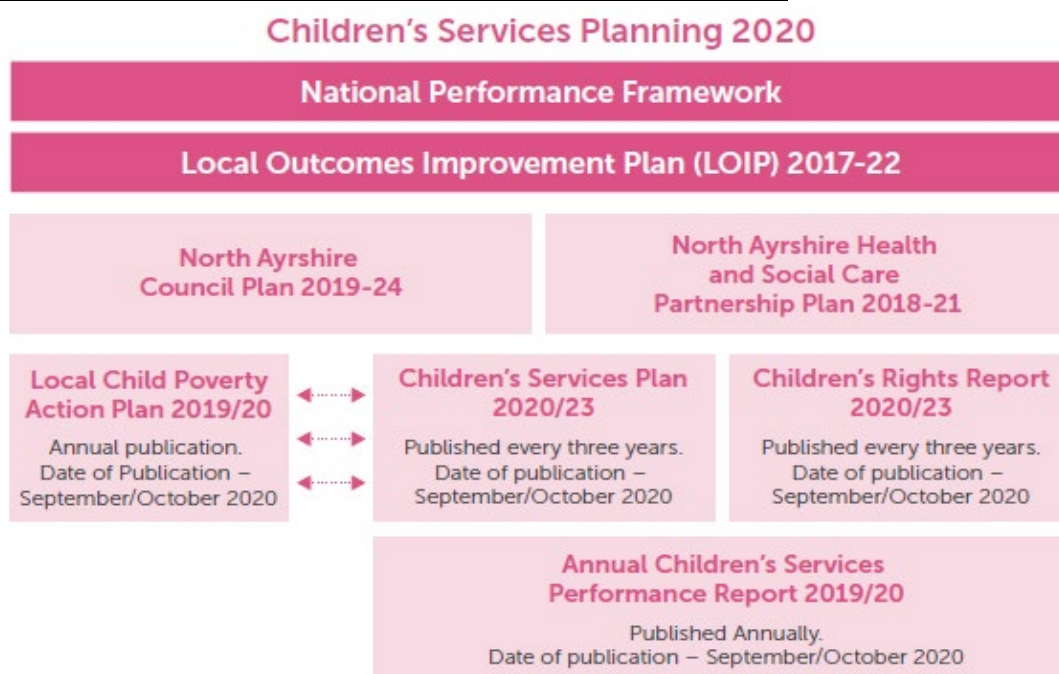 Children's Services Planning 2020
National Performance Framework
Local Outcomes Improvement Plan (LOIP) 2017-22
North Ayrshire
Council Plan 2019-24
North Ayrshire Health
and Social Care
Partnership Plan 2018-21
Local Child Poverty
Action Plan 2019/20
Annual publication.
Date of Publication –
September/October 2020
Children's Services Plan
2020/23
Published every three years.
Date of publication –
September/October 2020
Children's Rights Report
2020/23
Published every three years.
Date of publication –
September/October 2020
Annual Children's Services
Performance Report 2019/20
Published Annually.
Date of publication – September/October 2020